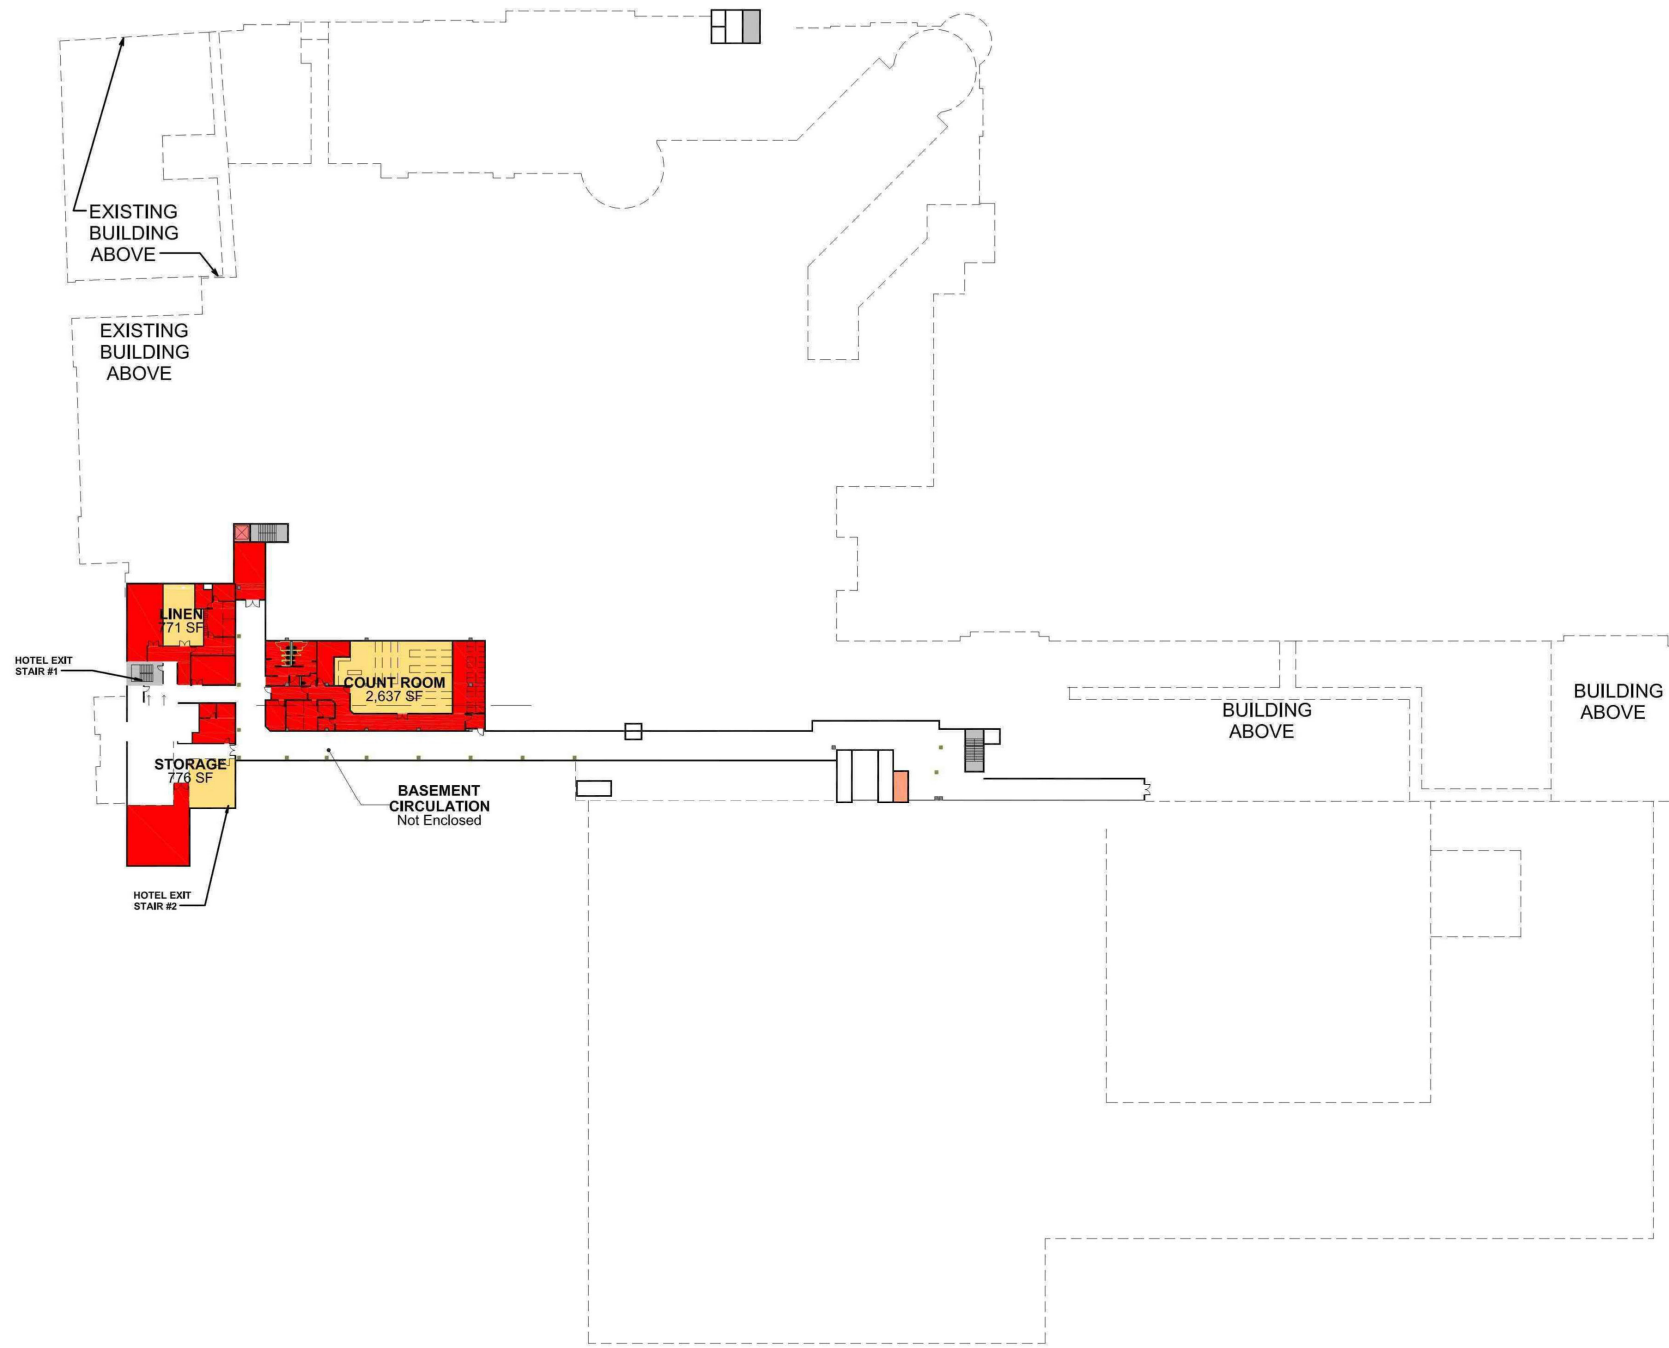 EXISTING
BUILDING
ABOVE
EXISTING
BUILDING
ABOVE
LINEN
771 SF
HOTEL EXIT
STAIR #1
COUNT ROOM
2,637 SF
BUILDING
ABOVE
BUILDING
ABOVE
STORAGE
776 SF
BASEMENT
CIRCULATION
Not Enclosed
HOTEL EXIT
STAIR #2